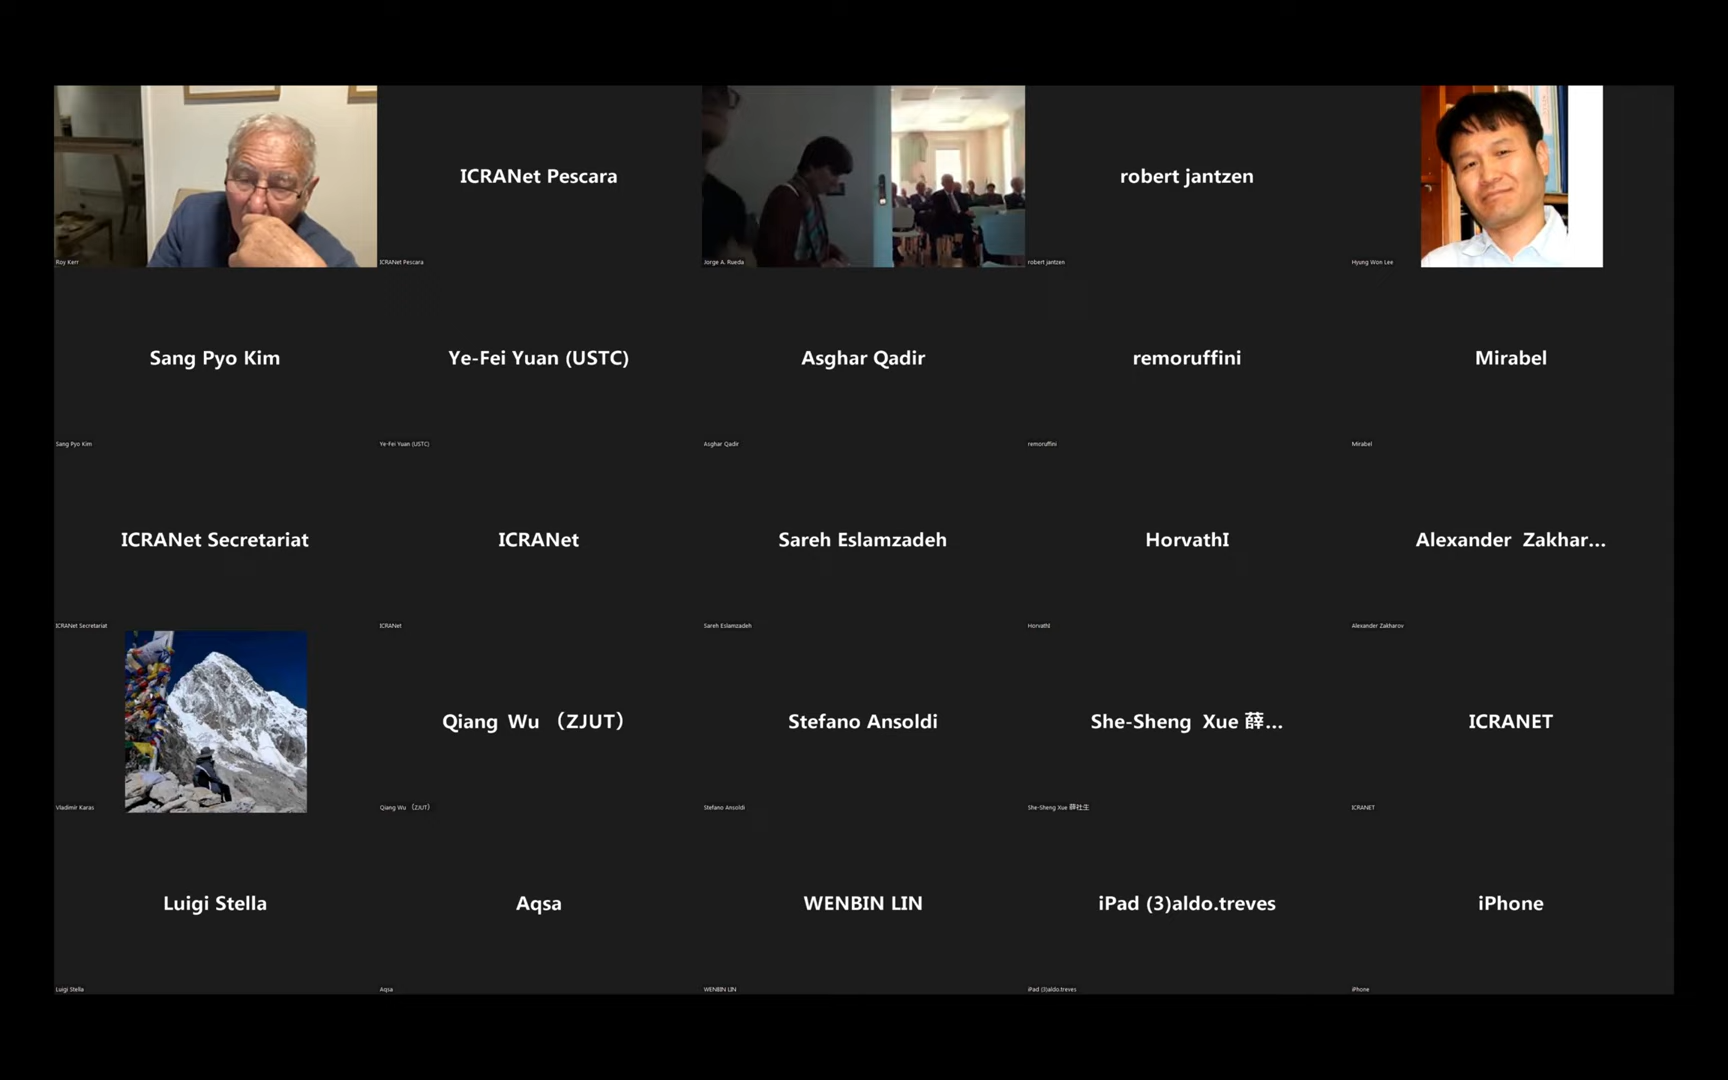 Roy Kerr
ICRANet Pescara
ICRANet Pescara
Jorge A. Rueda
robert jantzen
robert jantzen
Hyung Won Lee
Sang Pyo Kim
Sang Pyo Kim
Ye-Fei Yuan (USTC)
Ye-Fei Yuan (USTC)
Asghar Qadir
Asghar Qadir
remoruffini
remoruffini
Mirabel
Mirabel
ICRANet Secretariat
ICRANet Secretariat
ICRANet
ICRANet
Sareh Eslamzadeh
Sareh Eslamzadeh
HorvathI
HorvathI
Alexander Zakhar...
Alexander Zakharov
Vladimir Karas
Qiang Wu （ZJUT）
Qiang Wu （ZJUT）
Stefano Ansoldi
Stefano Ansoldi
She-Sheng Xue 薛...
She-Sheng Xue 薛社生
ICRANET
ICRANET
Luigi Stella
Luigi Stella
Aqsa
Aqsa
WENBIN LIN
WENBIN LIN
iPad (3)aldo.treves
iPad (3)aldo.treves
iPhone
iPhone